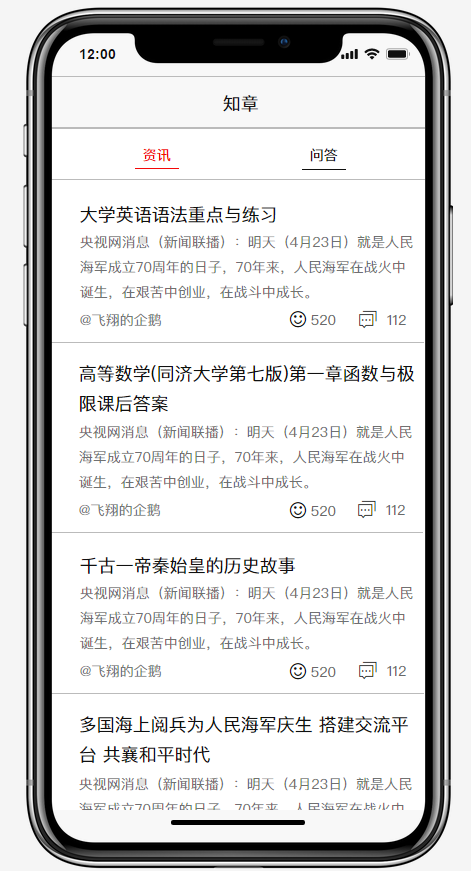 12:00
知章
资讯 问答
大学英语语法重点与练习
央视网消息（新闻联播）：明天（4月23日）就是人民
海军成立70周年的日子，70年来，人民海军在战火中
诞生，在艰苦中创业，在战斗中成长。
@飞翔的企鹅 520 112
高等数学(同济大学第七版)第一章函数与极
限课后答案
央视网消息（新闻联播）：明天（4月23日）就是人民
海军成立70周年的日子，70年来，人民海军在战火中
诞生，在艰苦中创业，在战斗中成长。
@飞翔的企鹅 520 112
千古一帝秦始皇的历史故事
央视网消息（新闻联播）：明天（4月23日）就是人民
海军成立70周年的日子，70年来，人民海军在战火中
诞生，在艰苦中创业，在战斗中成长。
@飞翔的企鹅 520 112
多国海上阅兵为人民海军庆生 搭建交流平
台 共襄和平时代
央视网消息（新闻联播）：明天（4月23日）就是人民
海军成立70周年的日子，70年来，人民海军在战火中